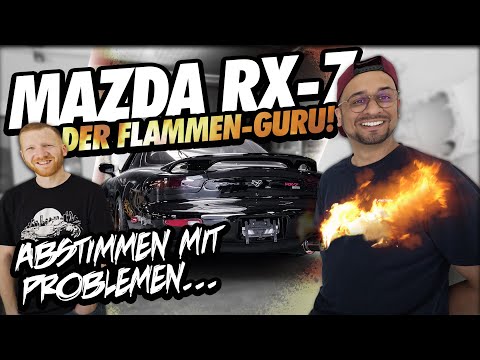 MAZDA RX-7
DER FLAMMEN-GURU!
ABSTIMMEN MIT
PROBLEMEN...